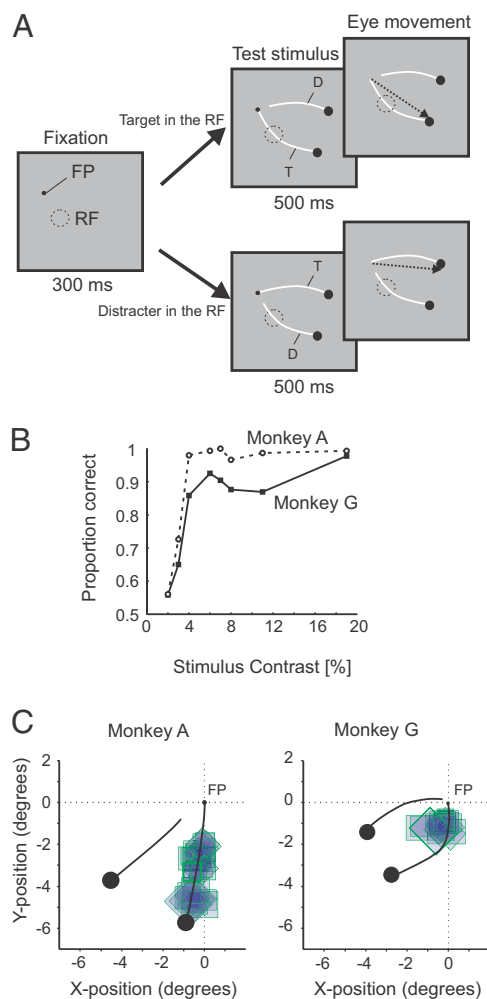 A
Fixation
FP
RF
300 ms
Target in the RF
Distracter in the RF
Test stimulus
D
T
500 ms
Eye movement
T
D
500 ms
B
Proportion correct
1
0.9
0.8
0.7
0.6
0.5
0 4 8 12 16 20
Monkey A
Monkey G
Stimulus Contrast [%]
C
Monkey A
Y-position (degrees)
2
0
-2
-4
-6
FP
-6 -4 -2 0
X-position (degrees)
Monkey G
2
0
-2
-4
-6
FP
-6 -4 -2 0
X-position (degrees)